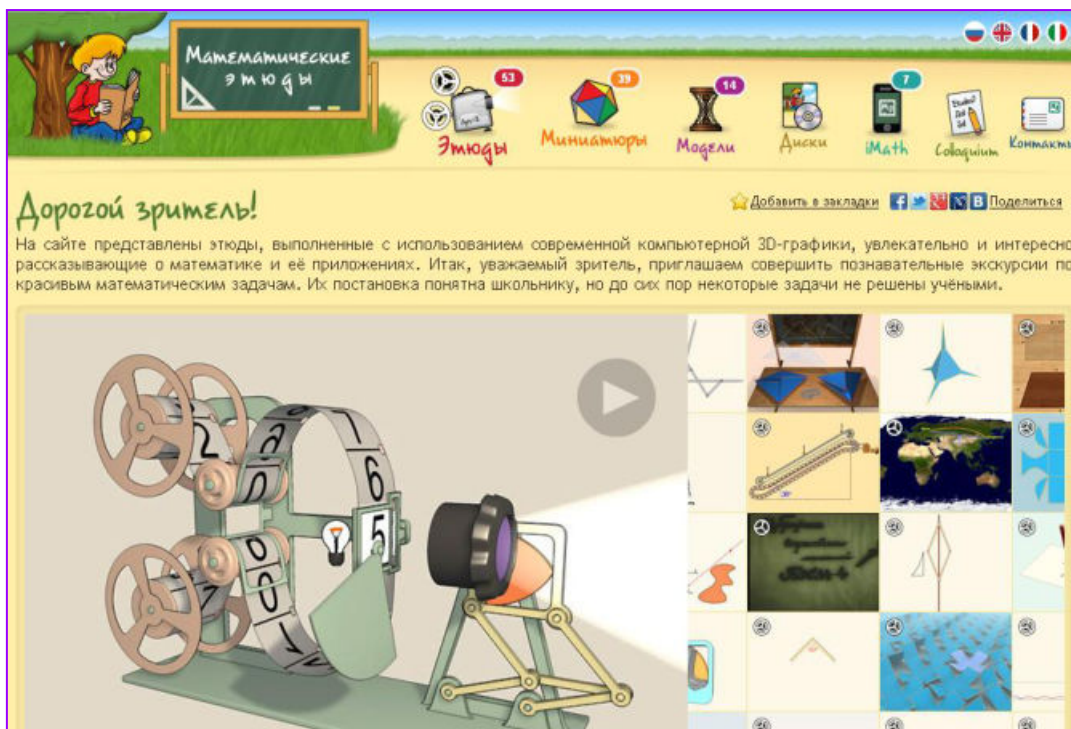 Математические
этюды
53
39
14
7
Этюды
Миниатюры
Модели
Диски
iMath
Colloquium
Контакты
Дорогой зритель!
Добавить в закладки
Поделиться
На сайте представлены этюды, выполненные с использованием современной компьютерной 3D-графики, увлекательно и интересно
рассказывающие о математике и её приложениях. Итак, уважаемый зритель, приглашаем совершить познавательные экскурсии по
красивым математическим задачам. Их постановка понятна школьнику, но до сих пор некоторые задачи не решены учёными.
2
6
5